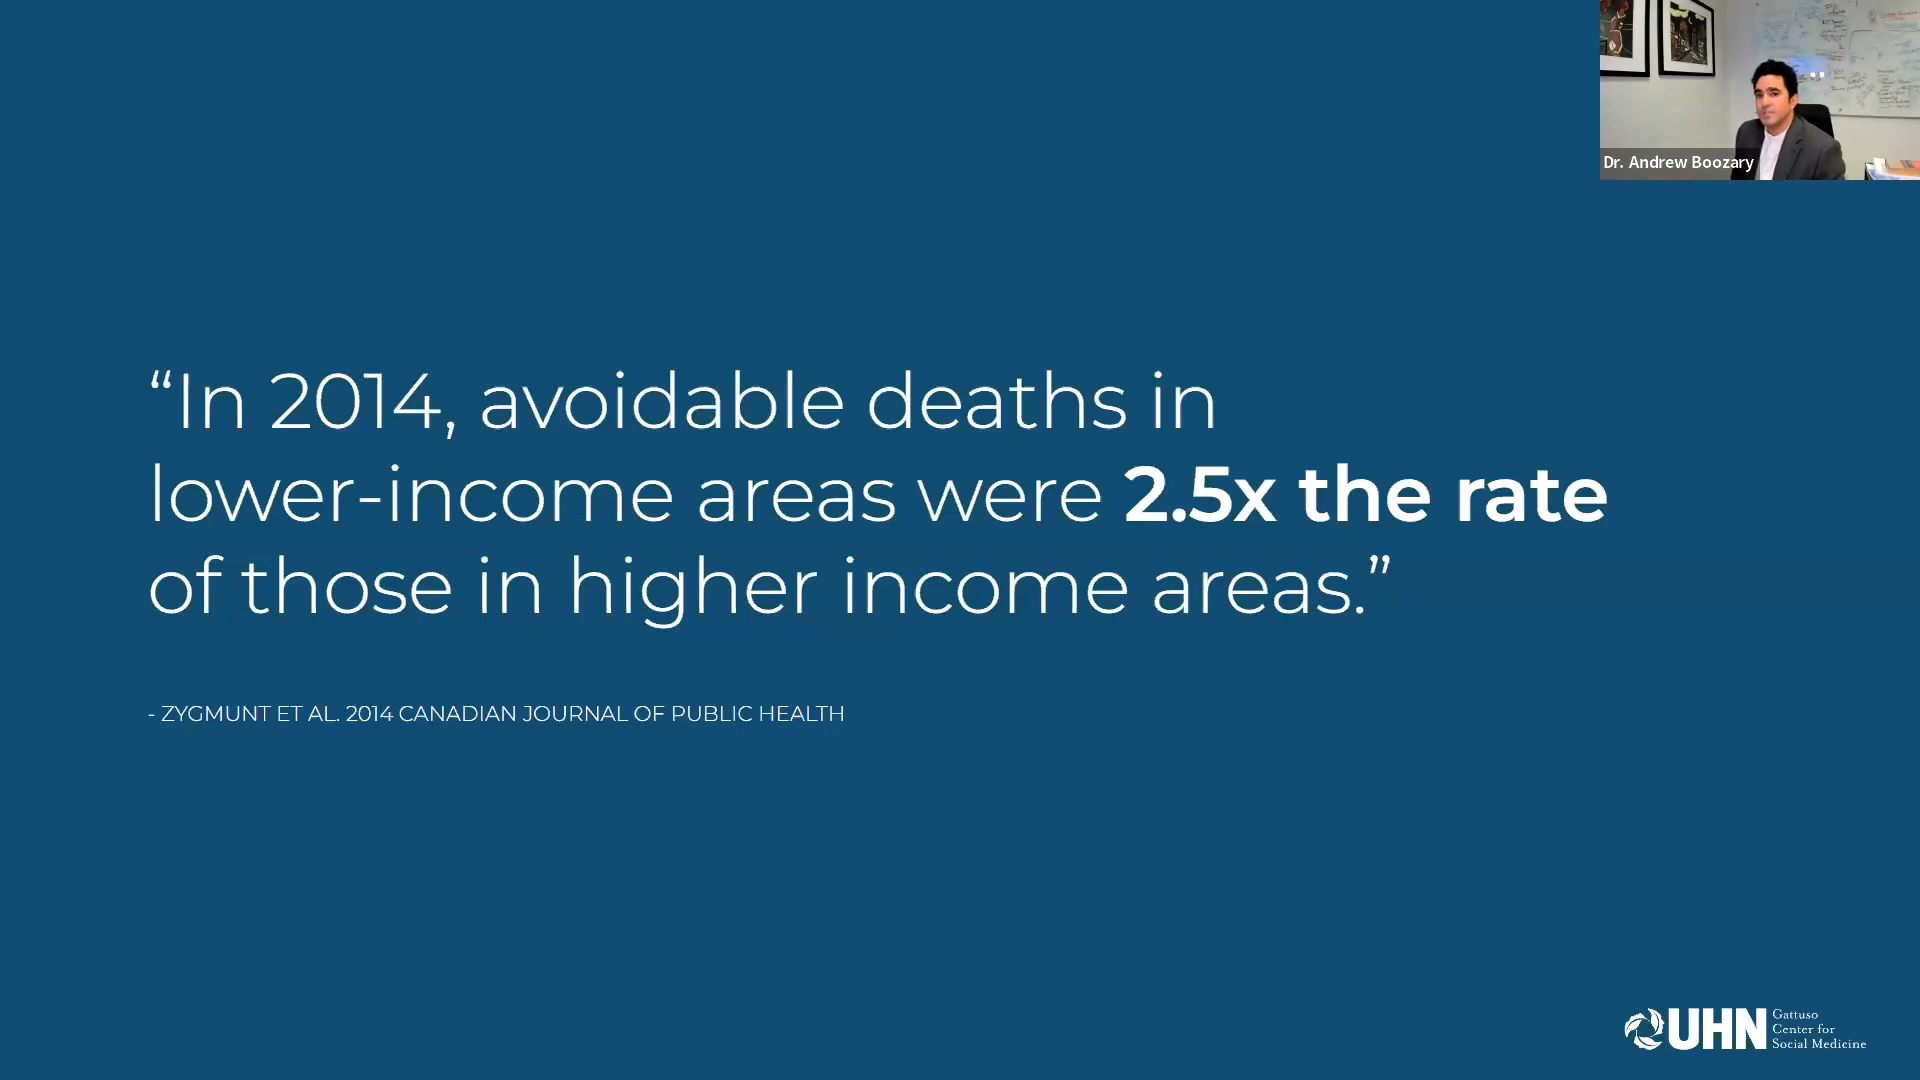 Dr. Andrew Boozary
“In 2014, avoidable deaths in
lower-income areas were 2.5x the rate
of those in higher income areas.”
- ZYGMUNT ET AL. 2014 CANADIAN JOURNAL OF PUBLIC HEALTH
UHN
Gattuso
Center for
Social Medicine